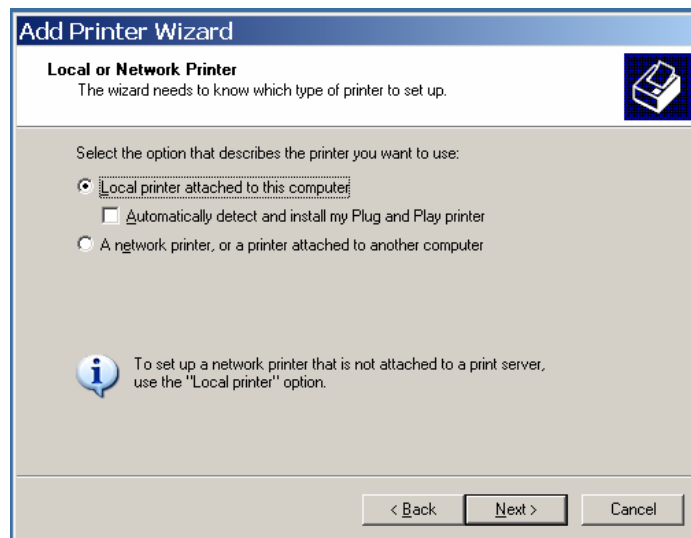 Add Printer Wizard
Local or Network Printer
The wizard needs to know which type of printer to set up.
Select the option that describes the printer you want to use:
Local printer attached to this computer
Automatically detect and install my Plug and Play printer
A network printer, or a printer attached to another computer
To set up a network printer that is not attached to a print server,
use the "Local printer" option.
< Back Next > Cancel